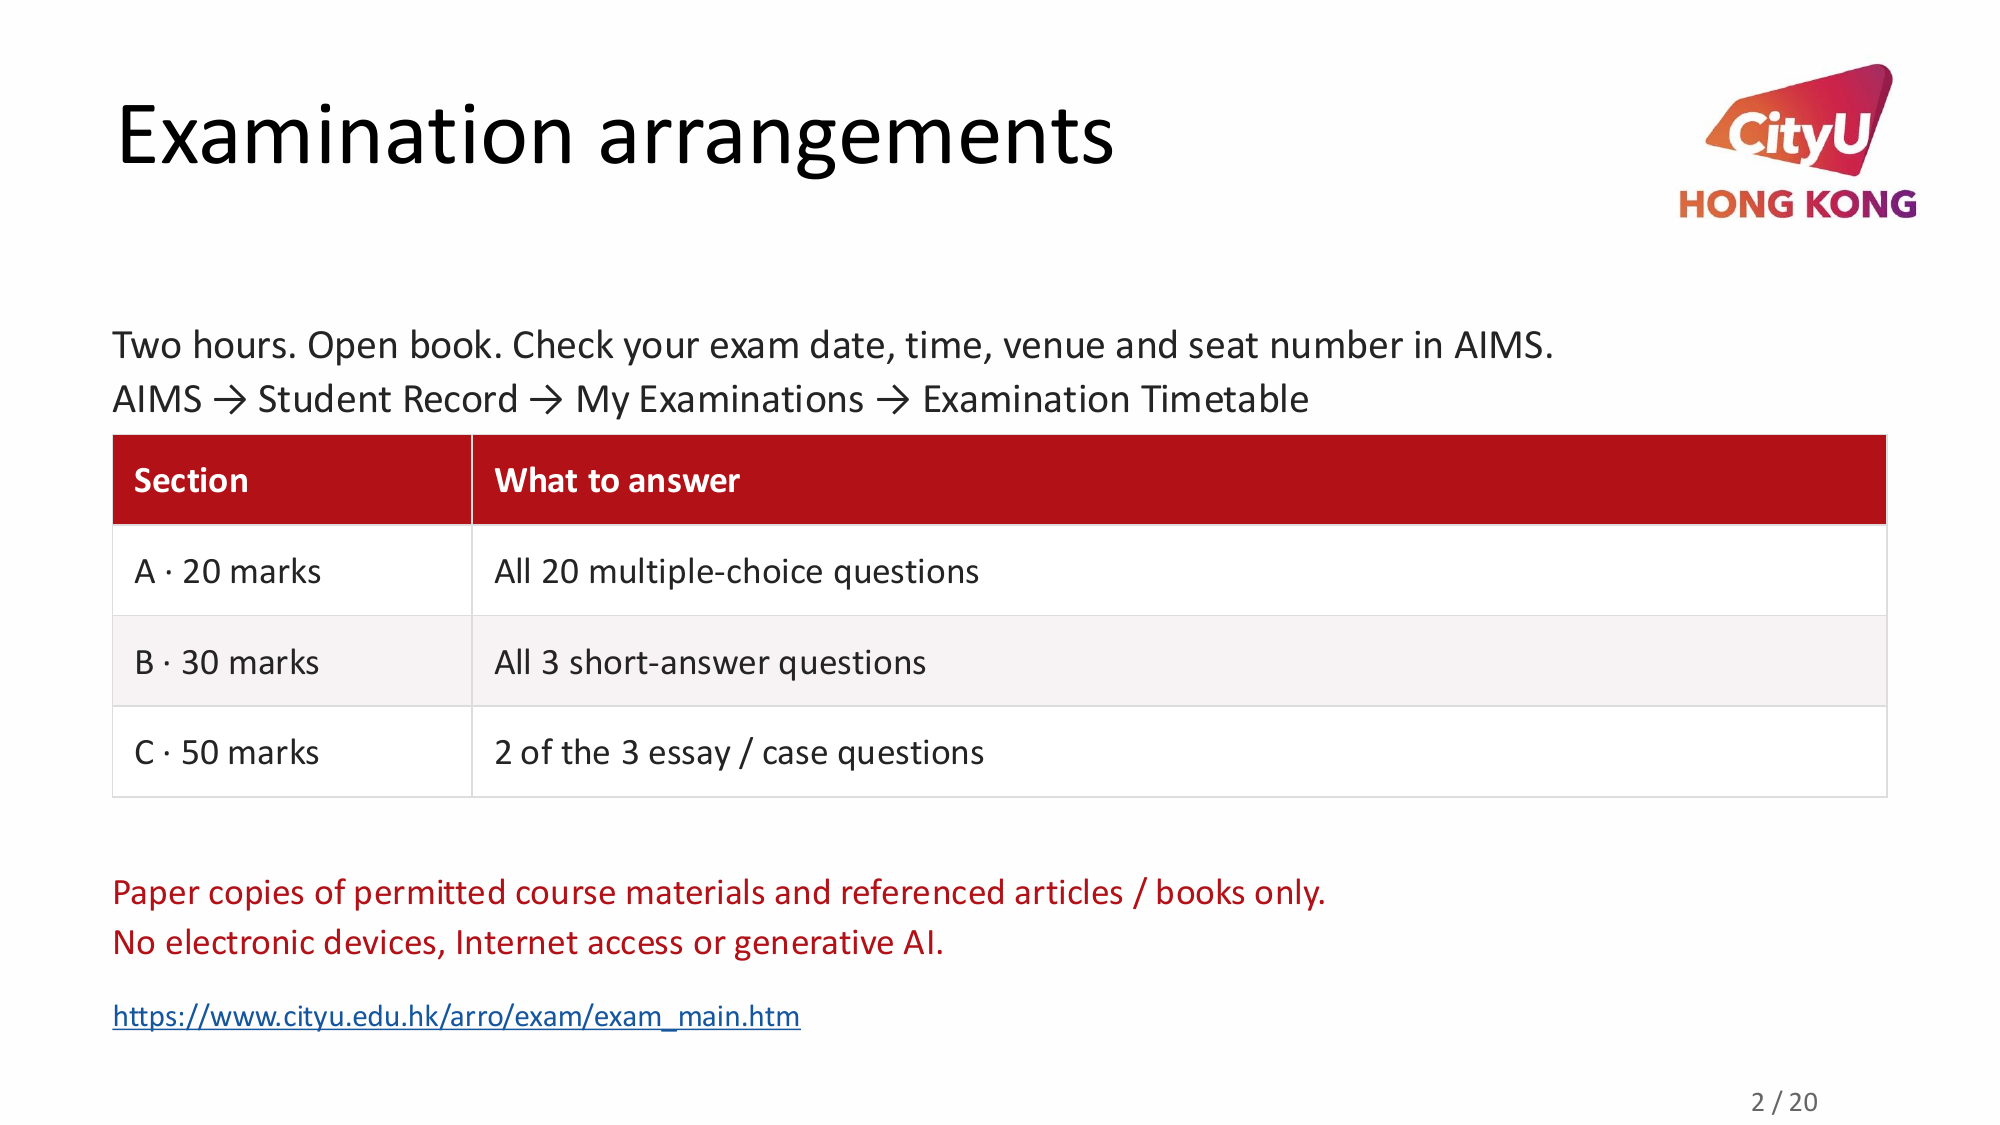 Examination arrangements
CityU
HONG KONG
Two hours. Open book. Check your exam date, time, venue and seat number in AIMS.
AIMS → Student Record → My Examinations → Examination Timetable
Section
What to answer
A · 20 marks
All 20 multiple-choice questions
B · 30 marks
All 3 short-answer questions
C · 50 marks
2 of the 3 essay / case questions
Paper copies of permitted course materials and referenced articles / books only.
No electronic devices, Internet access or generative AI.
https://www.cityu.edu.hk/arro/exam/exam_main.htm
2 / 20